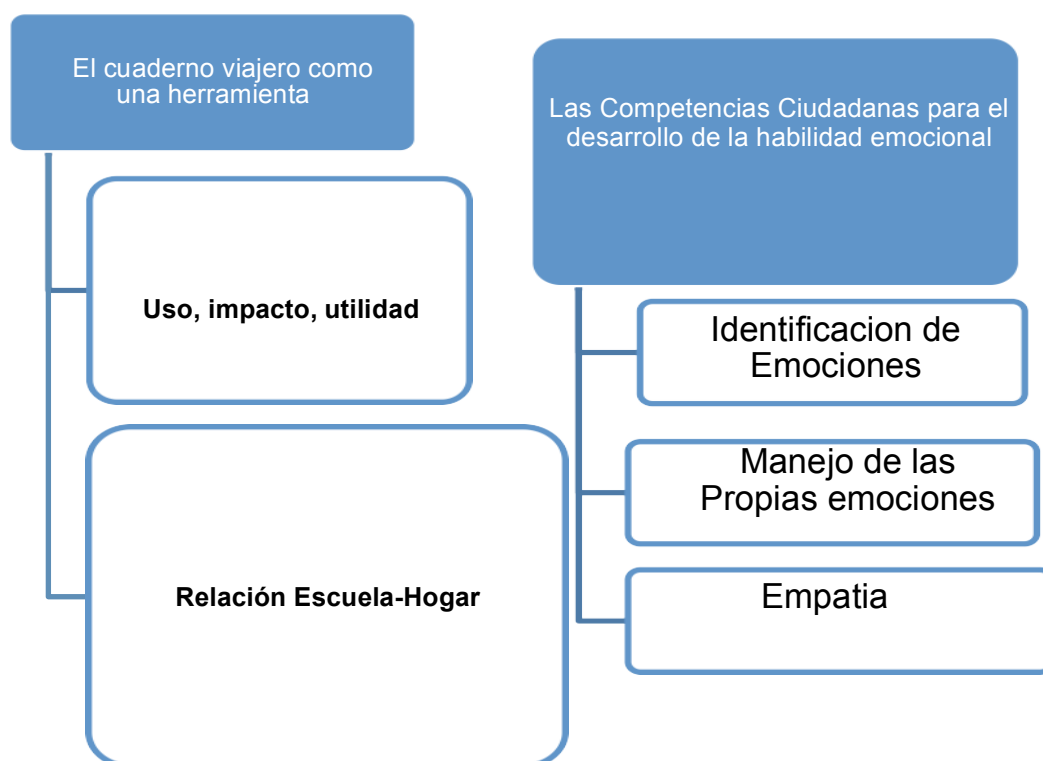 El cuaderno viajero como
una herramienta
Uso, impacto, utilidad
Relación Escuela-Hogar
Las Competencias Ciudadanas para el
desarrollo de la habilidad emocional
Identificacion de
Emociones
Manejo de las
Propias emociones
Empatia